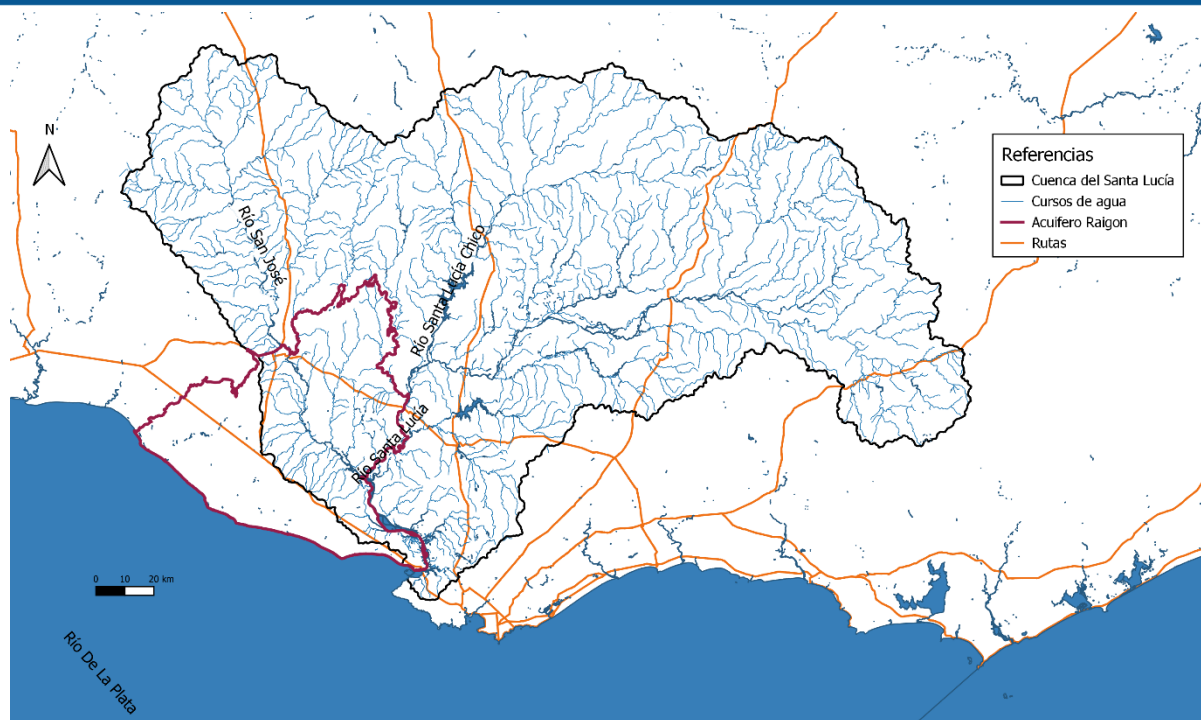 N
Referencias
Cuenca del Santa Lucía
Cursos de agua
Acuifero Raigon
Rutas
Río San José
Río Santa Lucía Chico
Río Santa Lucía
0 10 20 km
Río De La Plata